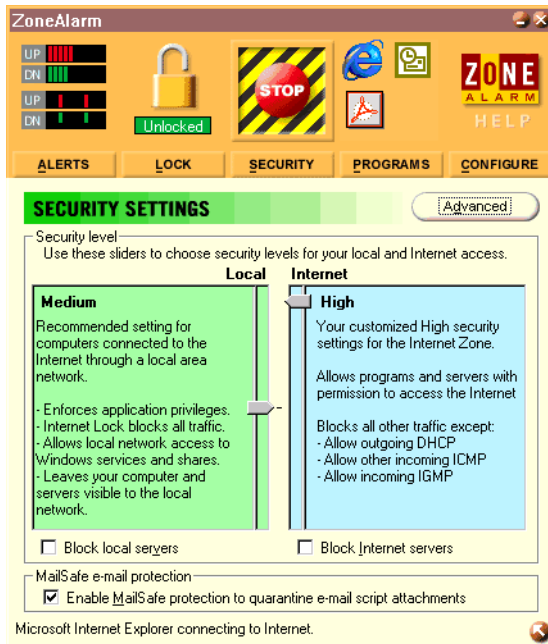 ZoneAlarm
UP
DN
UP
DN
Unlocked
STOP
ZONE
ALARM
HELP
ALERTS
LOCK
SECURITY
PROGRAMS
CONFIGURE
SECURITY SETTINGS
Advanced
Security level
Use these sliders to choose security levels for your local and Internet access.
Local
Internet
Medium
Recommended setting for
computers connected to the
Internet through a local area
network.
- Enforces application privileges.
- Internet Lock blocks all traffic.
- Allows local network access to
Windows services and shares.
- Leaves your computer and
servers visible to the local
network.
High
Your customized High security
settings for the Internet Zone.
Allows programs and servers with
permission to access the Internet
Blocks all other traffic except:
- Allow outgoing DHCP
- Allow other incoming ICMP
- Allow incoming IGMP
Block local servers
Block Internet servers
MailSafe e-mail protection
Enable MailSafe protection to quarantine e-mail script attachments
Microsoft Internet Explorer connecting to Internet.